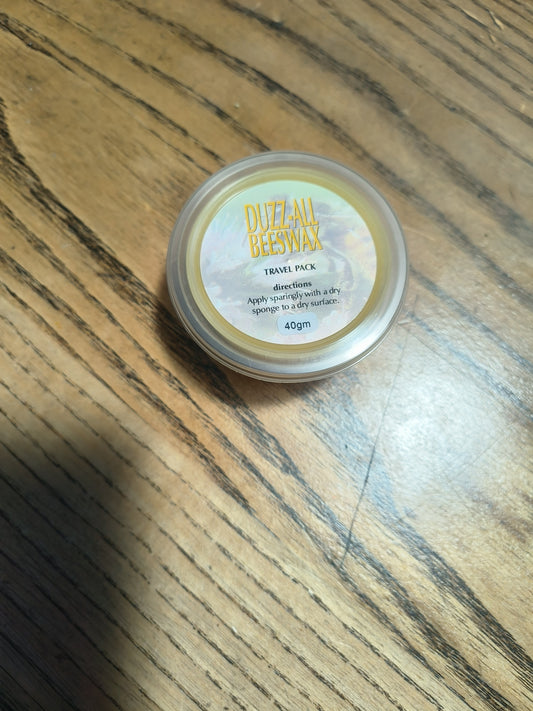 DUZZ-ALL
BEESWAX
TRAVEL PACK
directions
Apply sparingly with a dry
sponge to a dry surface.
40gm